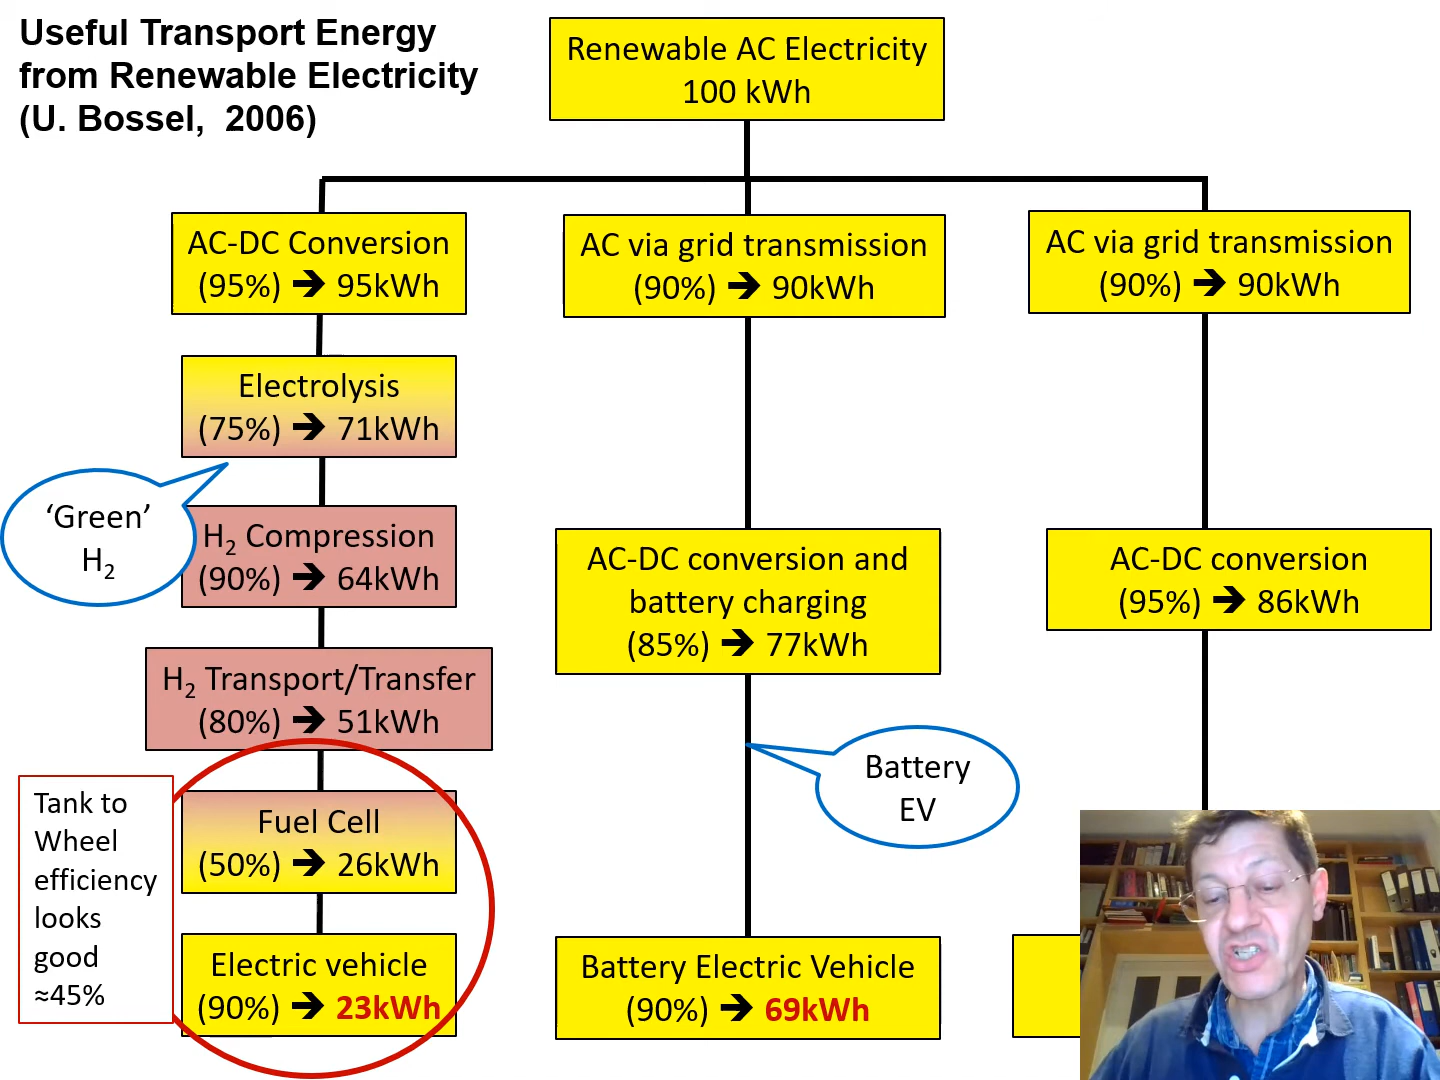 Useful Transport Energy
from Renewable Electricity
(U. Bossel, 2006)
Renewable AC Electricity
100 kWh
AC-DC Conversion
(95%) ➔ 95kWh
Electrolysis
(75%) ➔ 71kWh
‘Green’
H₂
H₂ Compression
(90%) ➔ 64kWh
H₂ Transport/Transfer
(80%) ➔ 51kWh
Tank to
Wheel
efficiency
looks
good
≈45%
Fuel Cell
(50%) ➔ 26kWh
Electric vehicle
(90%) ➔ 23kWh
AC via grid transmission
(90%) ➔ 90kWh
AC-DC conversion and
battery charging
(85%) ➔ 77kWh
Battery
EV
Battery Electric Vehicle
(90%) ➔ 69kWh
AC via grid transmission
(90%) ➔ 90kWh
AC-DC conversion
(95%) ➔ 86kWh